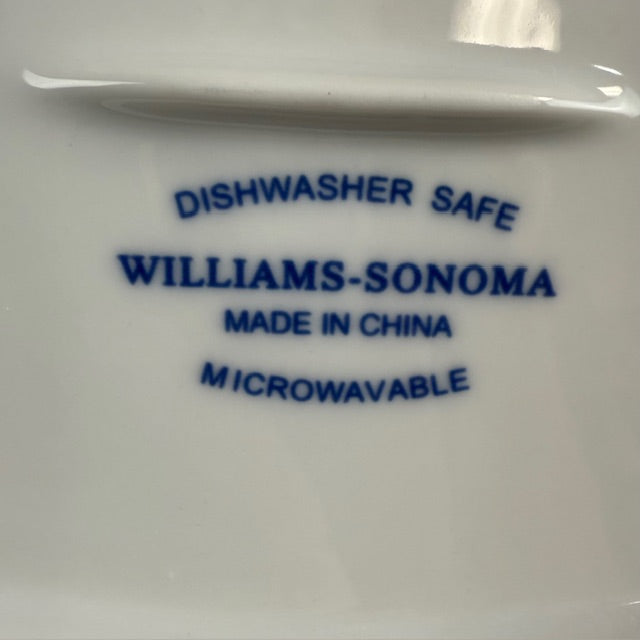 DISHWASHER SAFE
WILLIAMS-SONOMA
MADE IN CHINA
MICROWAVABLE